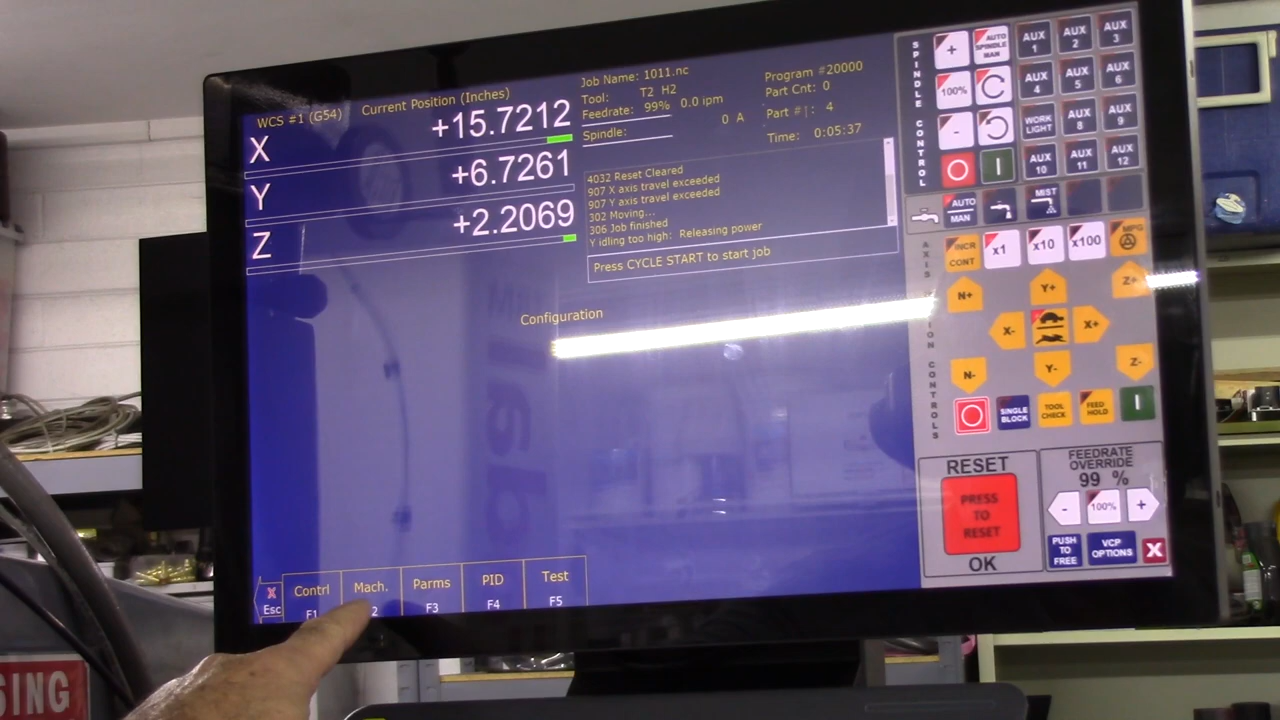 WCS #1 (G54) Current Position (Inches)
X +15.7212
Y +6.7261
Z +2.2069
Job Name: 1011.nc
Tool: T2 H2
Feedrate: 99% 0.0 ipm
Spindle: 0 A
Program #20000
Part Cnt: 0
Part #: 4
Time: 0:05:37
4032 Reset Cleared
907 X axis travel exceeded
907 Y axis travel exceeded
302 Moving...
306 Job finished
Y idling too high: Releasing power
Press CYCLE START to start job
Configuration
X Contrl Mach. Parms PID Test
Esc F1 2 F3 F4 F5
SPINDLE CONTROL
+ AUTO SPINDLE MAN AUX 1 AUX 2 AUX 3
100% AUX 4 AUX 5 AUX 6
- WORK LIGHT AUX 8 AUX 9
AUX 10 AUX 11 AUX 12
AUTO MAN MIST
AXIS CONTROLS
INCR CONT x1 x10 x100 MPG
N+ Y+ Z+
X- X+
N- Y- Z-
SINGLE BLOCK TOOL CHECK FEED HOLD
RESET
PRESS TO RESET
OK
FEEDRATE OVERRIDE
99 %
- 100% +
PUSH TO FREE VCP OPTIONS X
SING